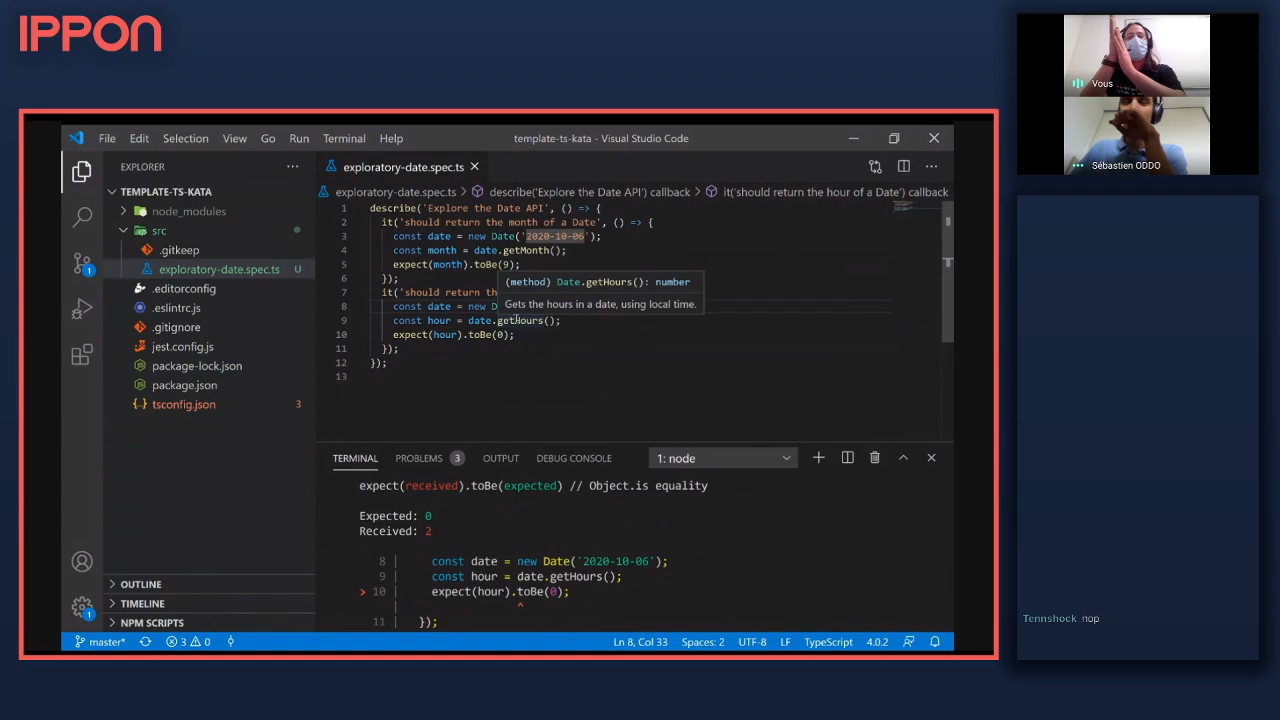 IPPON
File Edit Selection View Go Run Terminal Help
template-ts-kata - Visual Studio Code
EXPLORER
TEMPLATE-TS-KATA
node_modules
src
.gitkeep
exploratory-date.spec.ts U
.editorconfig
.eslintrc.js
.gitignore
jest.config.js
package-lock.json
package.json
tsconfig.json 3
OUTLINE
TIMELINE
NPM SCRIPTS
exploratory-date.spec.ts
exploratory-date.spec.ts > describe('Explore the Date API') callback > it('should return the hour of a Date') callback
1 describe('Explore the Date API', () => {
2 it('should return the month of a Date', () => {
3 const date = new Date('2020-10-06');
4 const month = date.getMonth();
5 expect(month).toBe(9);
6 });
7 it('should return th
8 const date = new D
9 const hour = date.getHours();
10 expect(hour).toBe(0);
11 });
12 });
13
(method) Date.getHours(): number
Gets the hours in a date, using local time.
TERMINAL PROBLEMS 3 OUTPUT DEBUG CONSOLE 1: node
expect(received).toBe(expected) // Object.is equality
Expected: 0
Received: 2
8 | const date = new Date('2020-10-06');
9 | const hour = date.getHours();
> 10 | expect(hour).toBe(0);
| ^
11 | });
1
1
master* 3 0 Ln 8, Col 33 Spaces: 2 UTF-8 LF TypeScript 4.0.2
Vous
Sébastien ODDO
Tennshock nop